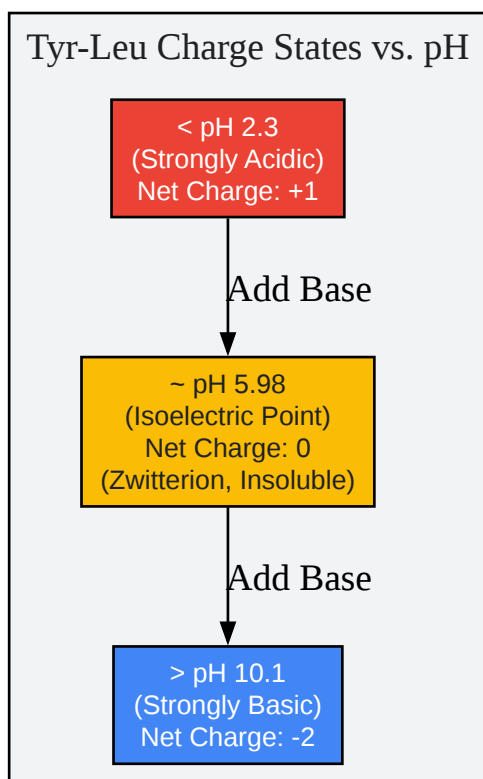 Tyr-Leu Charge States vs. pH
< pH 2.3
(Strongly Acidic)
Net Charge: +1
Add Base
~ pH 5.98
(Isoelectric Point)
Net Charge: 0
(Zwitterion, Insoluble)
Add Base
> pH 10.1
(Strongly Basic)
Net Charge: -2